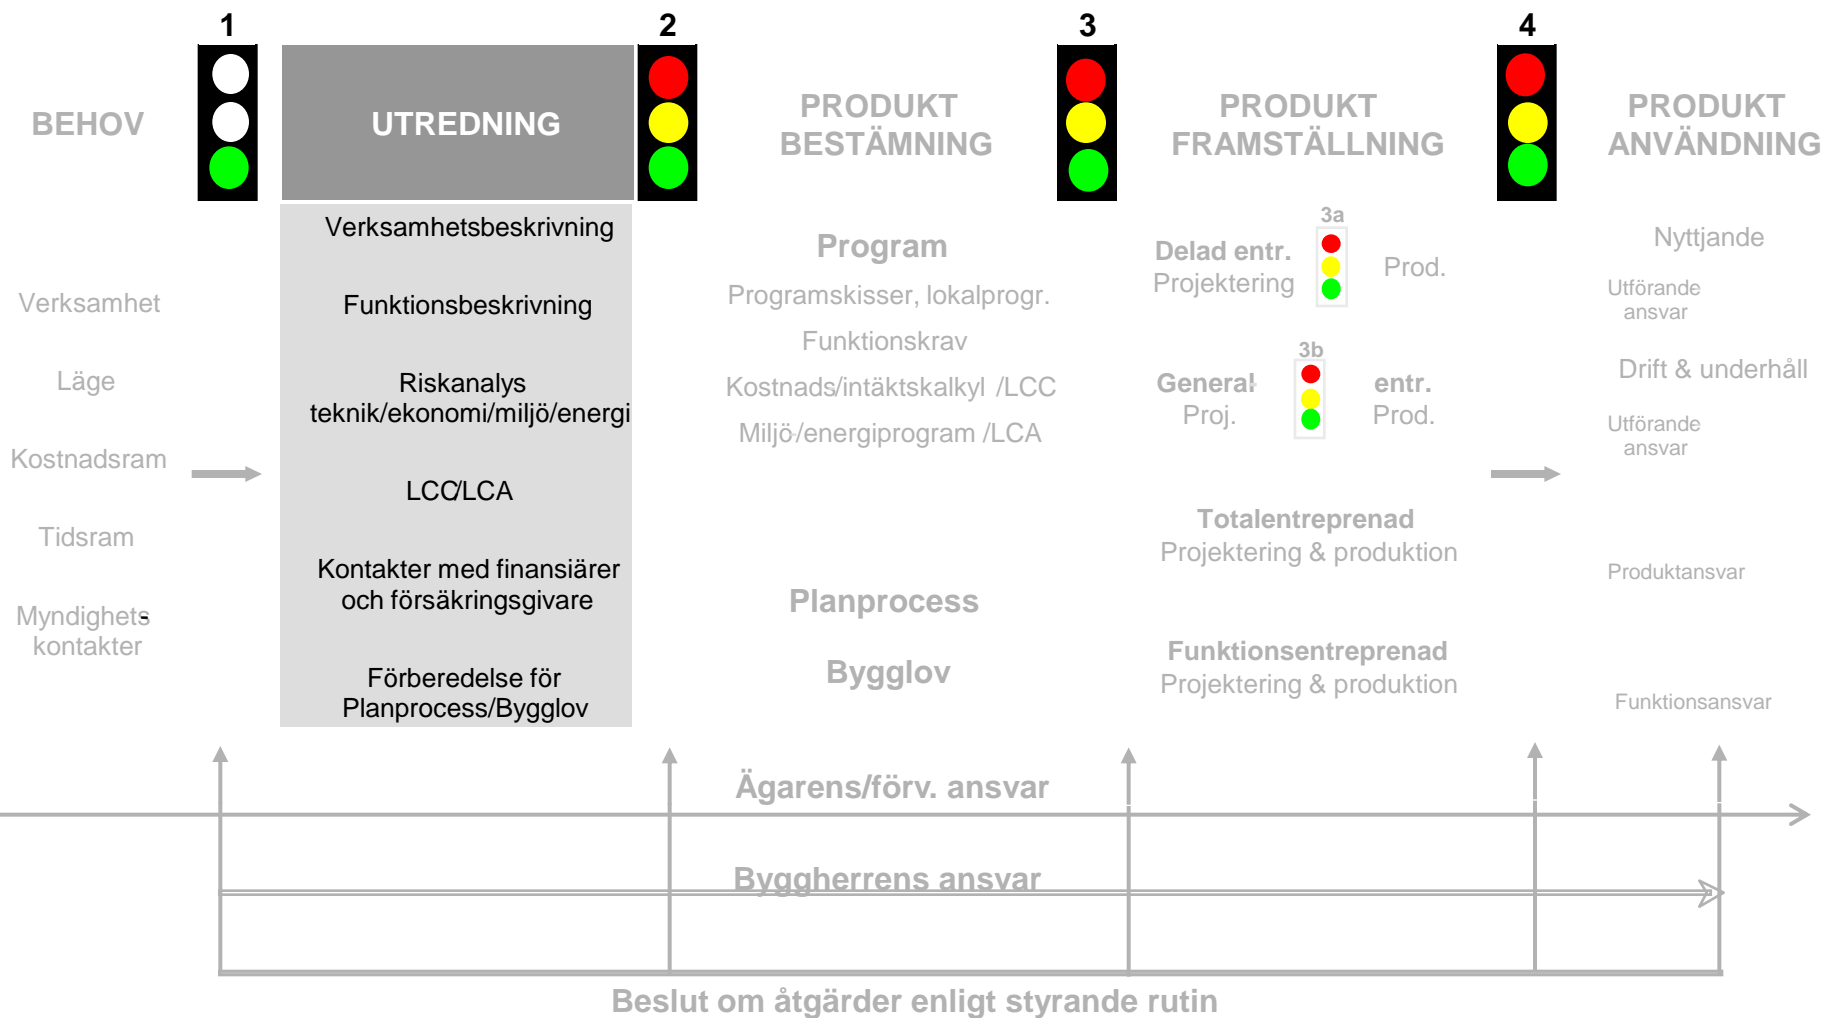 1
2
3
4
BEHOV
UTREDNING
PRODUKT
BESTÄMNING
PRODUKT
FRAMSTÄLLNING
PRODUKT
ANVÄNDNING
Verksamhet
Läge
Kostnadsram
Tidsram
Myndighets-
kontakter
Verksamhetsbeskrivning
Funktionsbeskrivning
Riskanalys
teknik/ekonomi/miljö/energi
LCC/LCA
Kontakter med finansiärer
och försäkringsgivare
Förberedelse för
Planprocess/Bygglov
Program
Programskisser, lokalprogr.
Funktionskrav
Kostnads/intäktskalkyl /LCC
Miljö-/energiprogram /LCA
Planprocess
Bygglov
3a
Delad entr.
Projektering
Prod.
3b
General- entr.
Proj. Prod.
Totalentreprenad
Projektering & produktion
Funktionsentreprenad
Projektering & produktion
Nyttjande
Utförande
ansvar
Drift & underhåll
Utförande
ansvar
Produktansvar
Funktionsansvar
Ägarens/förv. ansvar
Byggherrens ansvar
Beslut om åtgärder enligt styrande rutin